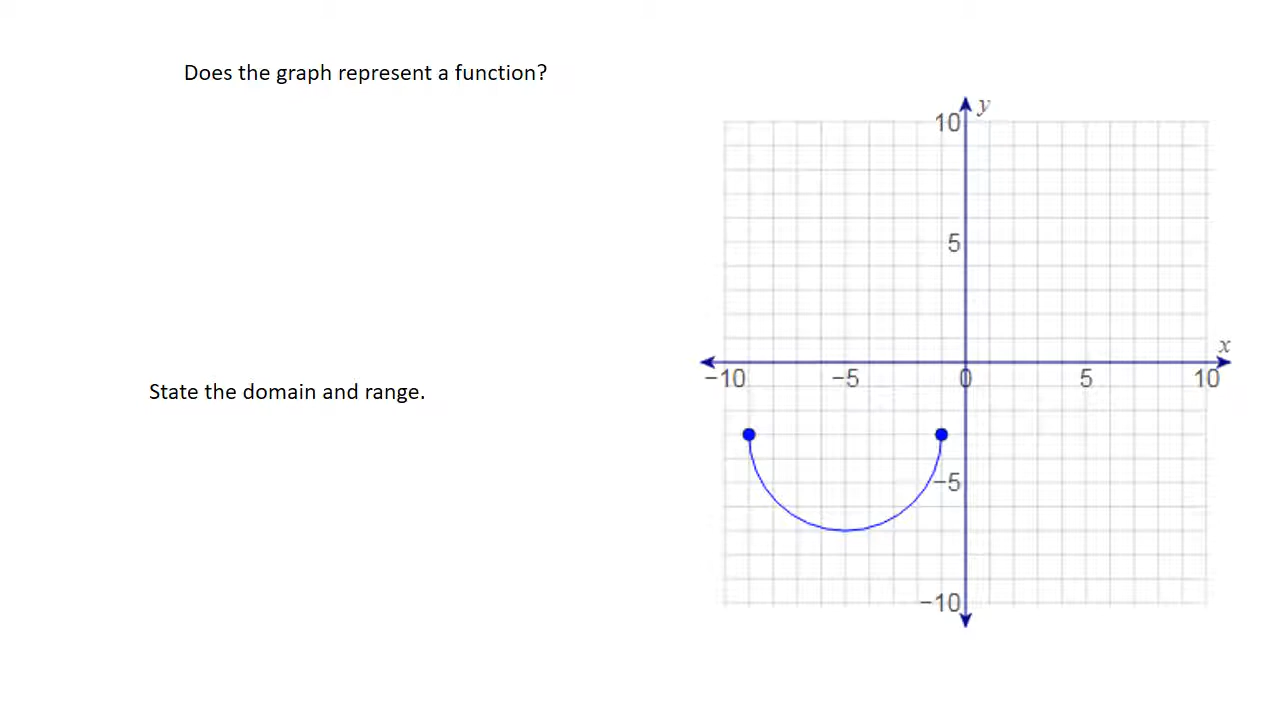 Does the graph represent a function?
y
10
5
x
−10 −5 0 5 10
State the domain and range.
−5
−10